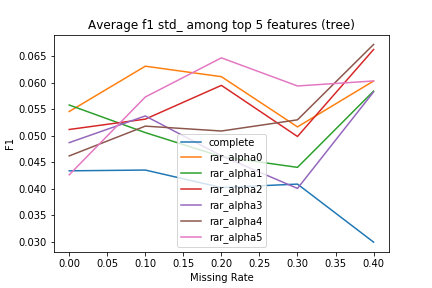 Average f1 std_ among top 5 features (tree)
F1
0.065
0.060
0.055
0.050
0.045
0.040
0.035
0.030
complete
rar_alpha0
rar_alpha1
rar_alpha2
rar_alpha3
rar_alpha4
rar_alpha5
0.00 0.05 0.10 0.15 0.20 0.25 0.30 0.35 0.40
Missing Rate